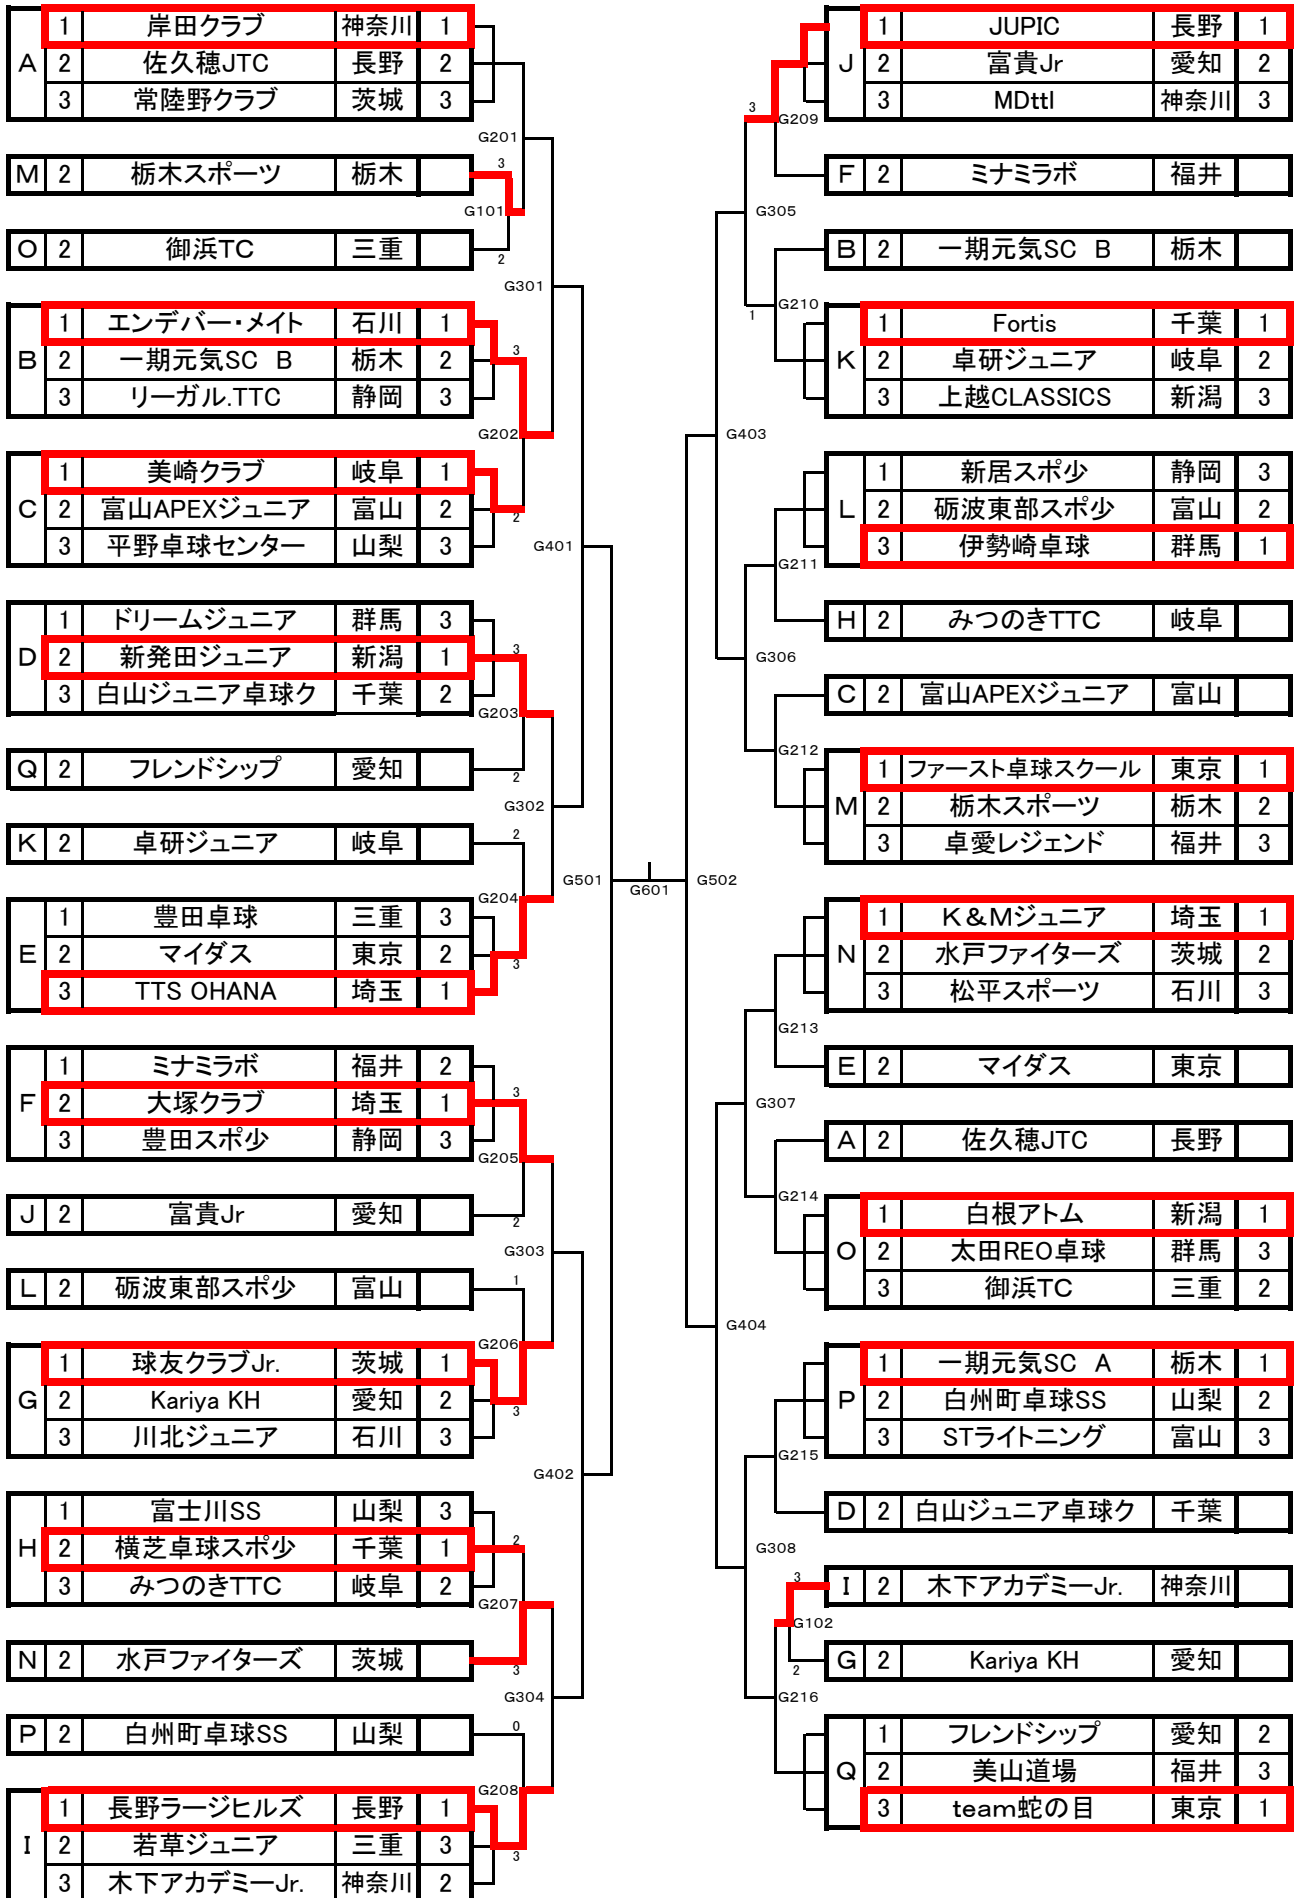 A
1 岸田クラブ 神奈川 1
2 佐久穂JTC 長野 2
3 常陸野クラブ 茨城 3
G201
M 2 栃木スポーツ 栃木
3
G101
O 2 御浜TC 三重
2
G301
B
1 エンデバー・メイト 石川 1
2 一期元気SC B 栃木 2
3 リーガル.TTC 静岡 3
3
G202
C
1 美崎クラブ 岐阜 1
2 富山APEXジュニア 富山 2
3 平野卓球センター 山梨 3
2
G401
D
1 ドリームジュニア 群馬 3
2 新発田ジュニア 新潟 1
3 白山ジュニア卓球ク 千葉 2
3
G203
Q 2 フレンドシップ 愛知
2
G302
K 2 卓研ジュニア 岐阜
2
G501
G204
E
1 豊田卓球 三重 3
2 マイダス 東京 2
3 TTS OHANA 埼玉 1
3
F
1 ミナミラボ 福井 2
2 大塚クラブ 埼玉 1
3 豊田スポ少 静岡 3
3
G205
J 2 富貴Jr 愛知
2
G303
L 2 砺波東部スポ少 富山
1
G206
G
1 球友クラブJr. 茨城 1
2 Kariya KH 愛知 2
3 川北ジュニア 石川 3
3
G402
H
1 富士川SS 山梨 3
2 横芝卓球スポ少 千葉 1
3 みつのきTTC 岐阜 2
2
G207
N 2 水戸ファイターズ 茨城
3
G304
P 2 白州町卓球SS 山梨
0
G208
I
1 長野ラージヒルズ 長野 1
2 若草ジュニア 三重 3
3 木下アカデミーJr. 神奈川 2
3
G601
J
1 JUPIC 長野 1
2 富貴Jr 愛知 2
3 MDttl 神奈川 3
3
G209
F 2 ミナミラボ 福井
G305
B 2 一期元気SC B 栃木
G210
1
K
1 Fortis 千葉 1
2 卓研ジュニア 岐阜 2
3 上越CLASSICS 新潟 3
G403
L
1 新居スポ少 静岡 3
2 砺波東部スポ少 富山 2
3 伊勢崎卓球 群馬 1
G211
H 2 みつのきTTC 岐阜
G306
C 2 富山APEXジュニア 富山
G212
M
1 ファースト卓球スクール 東京 1
2 栃木スポーツ 栃木 2
3 卓愛レジェンド 福井 3
G502
N
1 K&Mジュニア 埼玉 1
2 水戸ファイターズ 茨城 2
3 松平スポーツ 石川 3
G213
E 2 マイダス 東京
G307
A 2 佐久穂JTC 長野
G214
O
1 白根アトム 新潟 1
2 太田REO卓球 群馬 3
3 御浜TC 三重 2
G404
P
1 一期元気SC A 栃木 1
2 白州町卓球SS 山梨 2
3 STライトニング 富山 3
G215
D 2 白山ジュニア卓球ク 千葉
G308
I 2 木下アカデミーJr. 神奈川
3
G102
G 2 Kariya KH 愛知
2
G216
Q
1 フレンドシップ 愛知 2
2 美山道場 福井 3
3 team蛇の目 東京 1